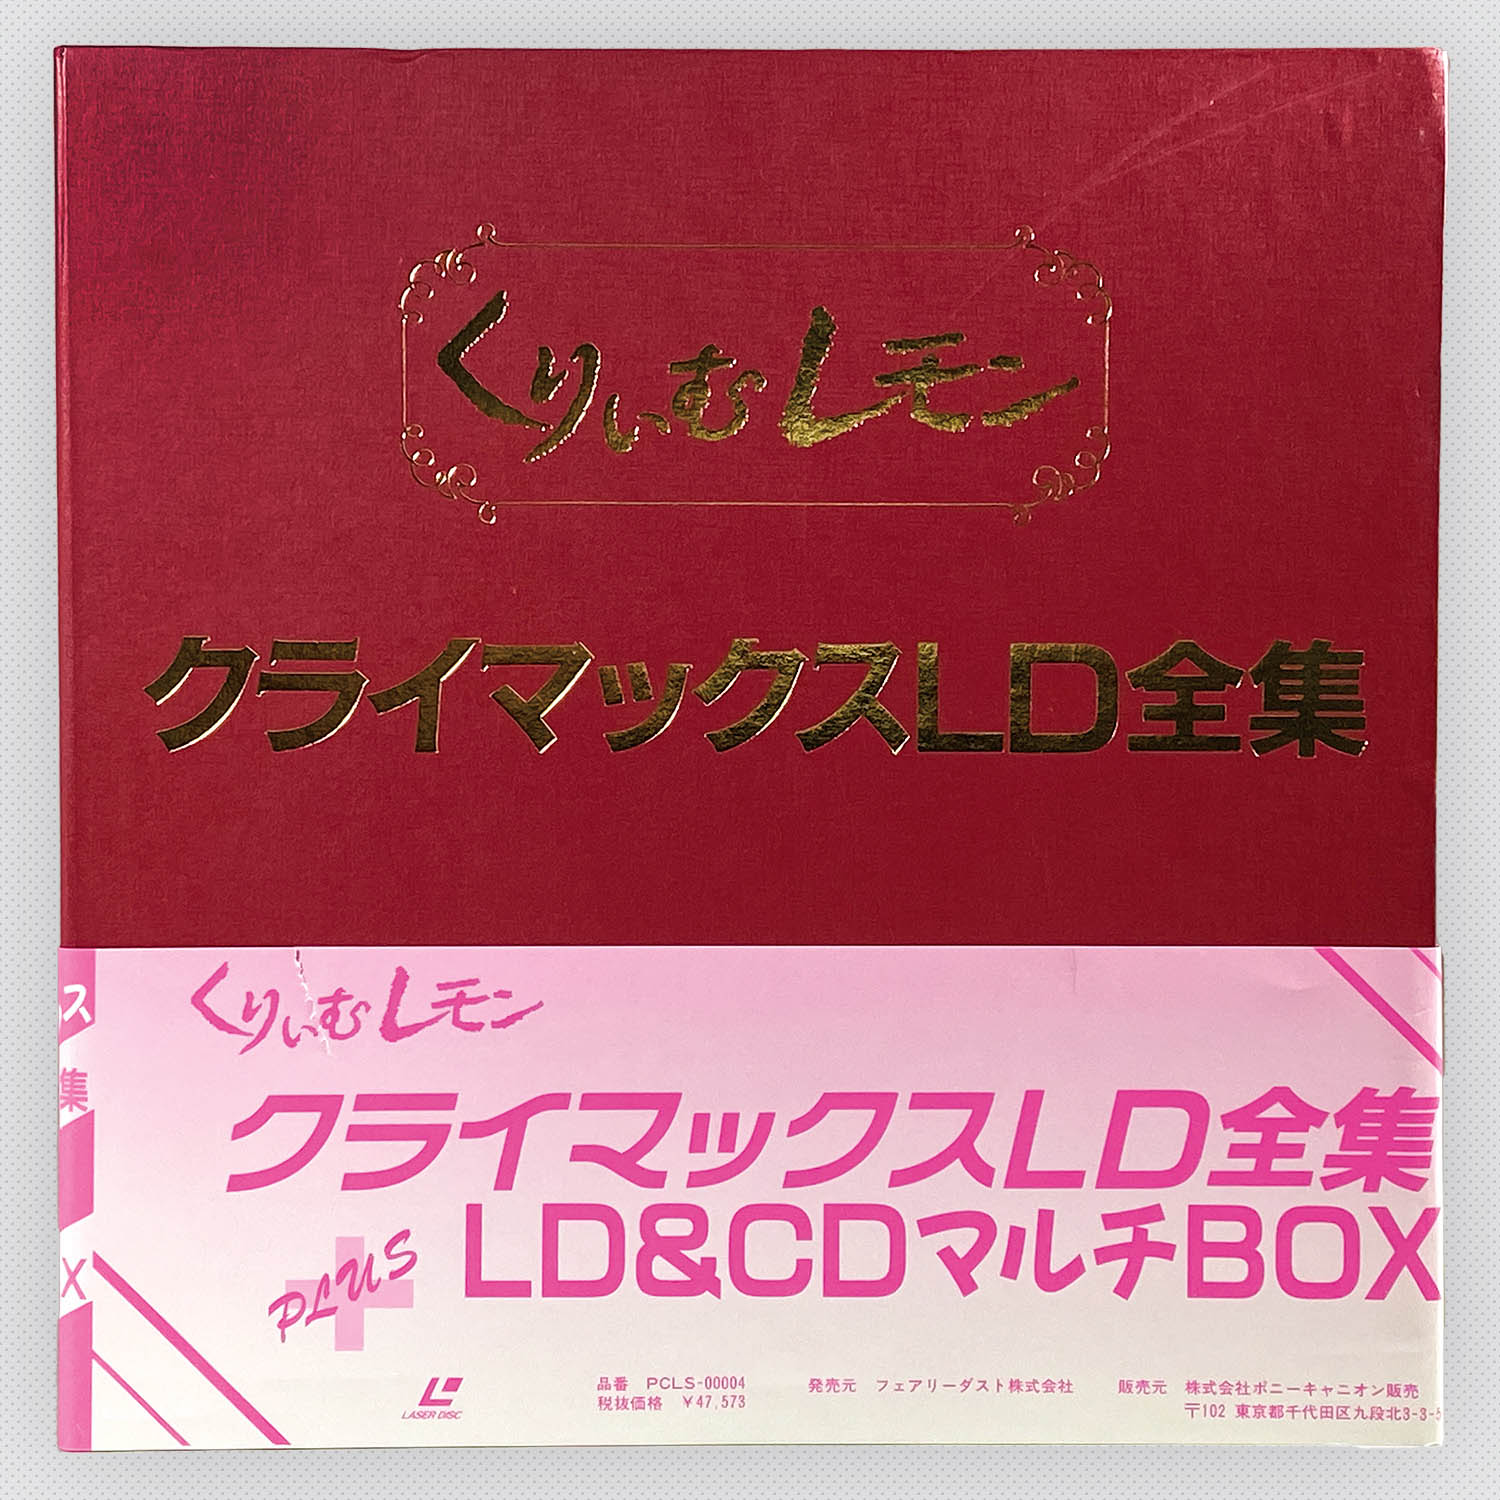 くりいむレモン
クライマックスLD全集
くりいむレモン
クライマックスLD全集
PLUS
LD&CDマルチBOX
ス
集
X
LASER DISC
品番 PCLS-00004
税抜価格 ¥47,573
発売元 フェアリーダスト株式会社
販売元 株式会社ポニーキャニオン販売
〒102 東京都千代田区九段北3-3-